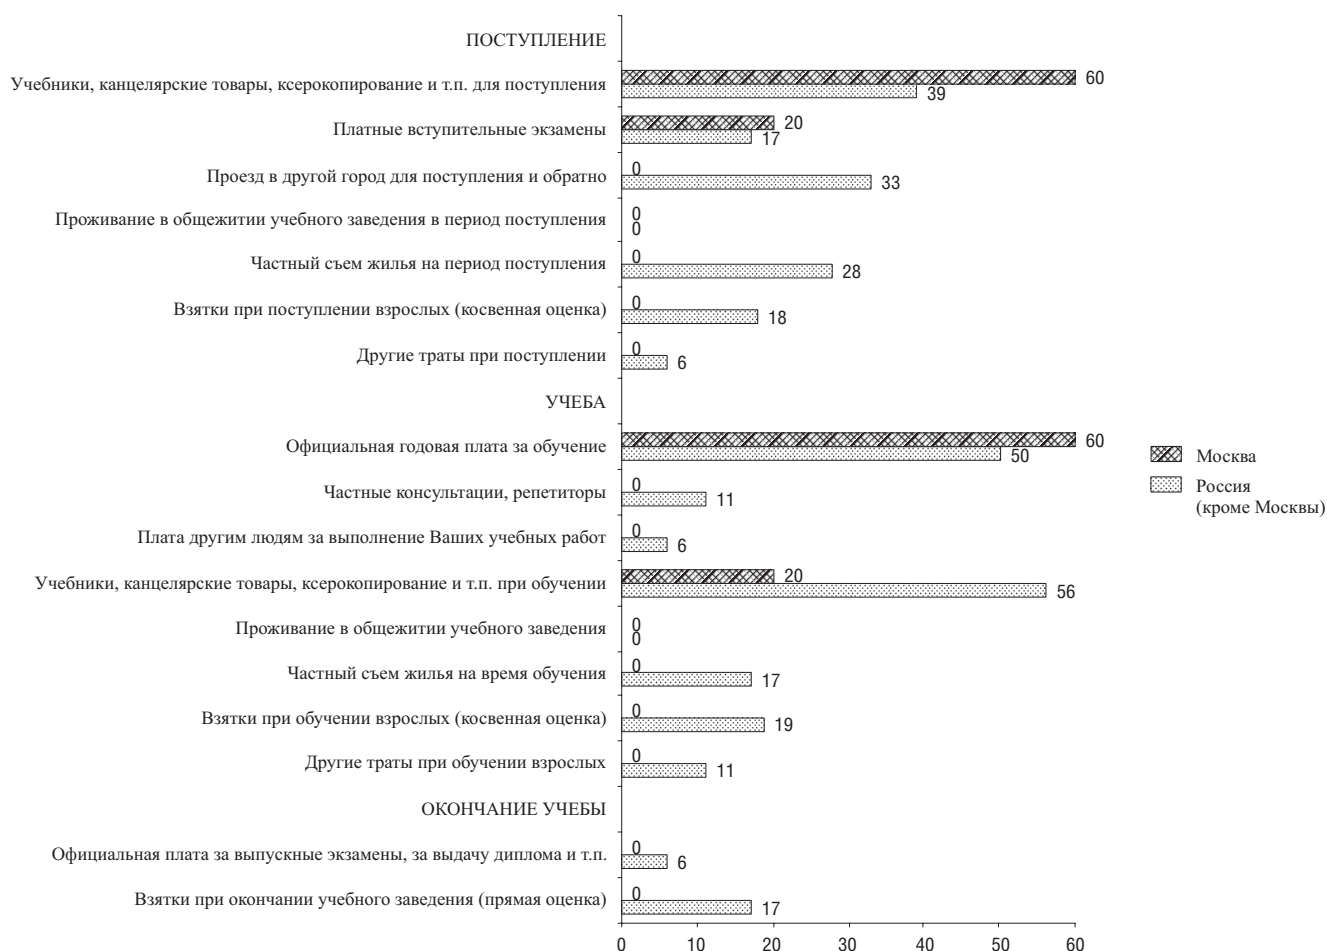 ПОСТУПЛЕНИЕ
Учебники, канцелярские товары, ксерокопирование и т.п. для поступления
60
39
Платные вступительные экзамены
20
17
Проезд в другой город для поступления и обратно
0
33
Проживание в общежитии учебного заведения в период поступления
0
0
Частный съем жилья на период поступления
0
28
Взятки при поступлении взрослых (косвенная оценка)
0
18
Другие траты при поступлении
0
6
УЧЕБА
Официальная годовая плата за обучение
60
50
Частные консультации, репетиторы
0
11
Плата другим людям за выполнение Ваших учебных работ
0
6
Учебники, канцелярские товары, ксерокопирование и т.п. при обучении
20
56
Проживание в общежитии учебного заведения
0
0
Частный съем жилья на время обучения
0
17
Взятки при обучении взрослых (косвенная оценка)
0
19
Другие траты при обучении взрослых
0
11
ОКОНЧАНИЕ УЧЕБЫ
Официальная плата за выпускные экзамены, за выдачу диплома и т.п.
0
6
Взятки при окончании учебного заведения (прямая оценка)
0
17
0 10 20 30 40 50 60
Москва
Россия
(кроме Москвы)